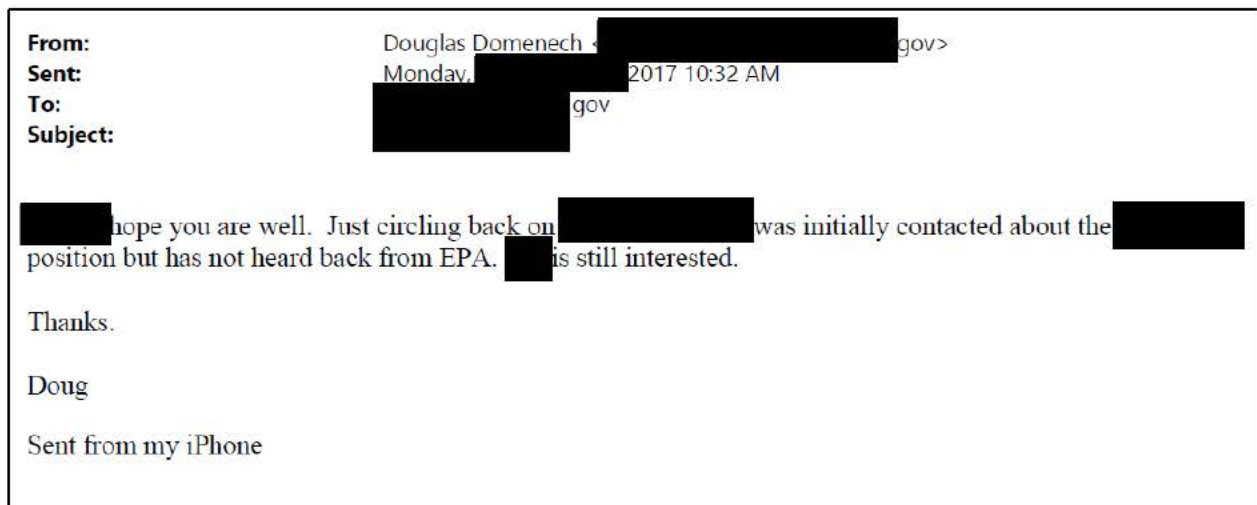 From: Douglas Domenech < gov>
Sent: Monday, 2017 10:32 AM
To: gov
Subject:
hope you are well. Just circling back on was initially contacted about the
position but has not heard back from EPA. is still interested.
Thanks.
Doug
Sent from my iPhone